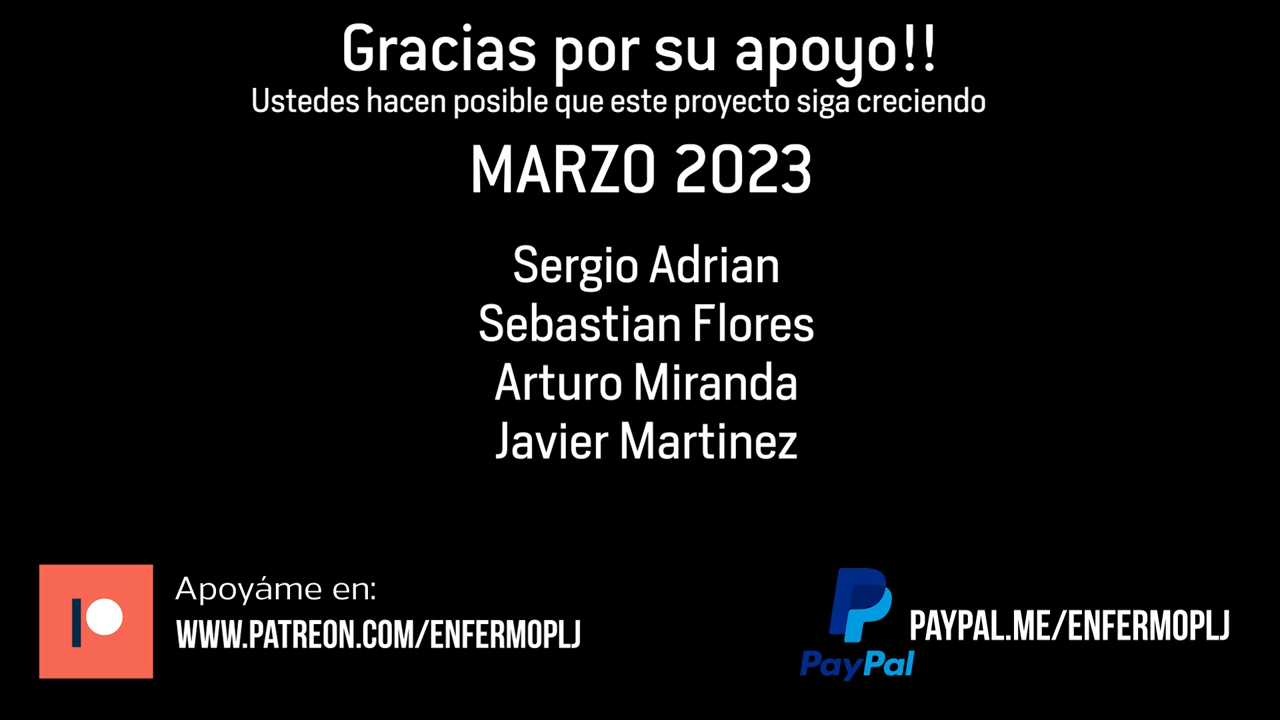 Gracias por su apoyo!!
Ustedes hacen posible que este proyecto siga creciendo
MARZO 2023
Sergio Adrian
Sebastian Flores
Arturo Miranda
Javier Martinez
Apoyáme en:
WWW.PATREON.COM/ENFERMOPLJ
PayPal
PAYPAL.ME/ENFERMOPLJ